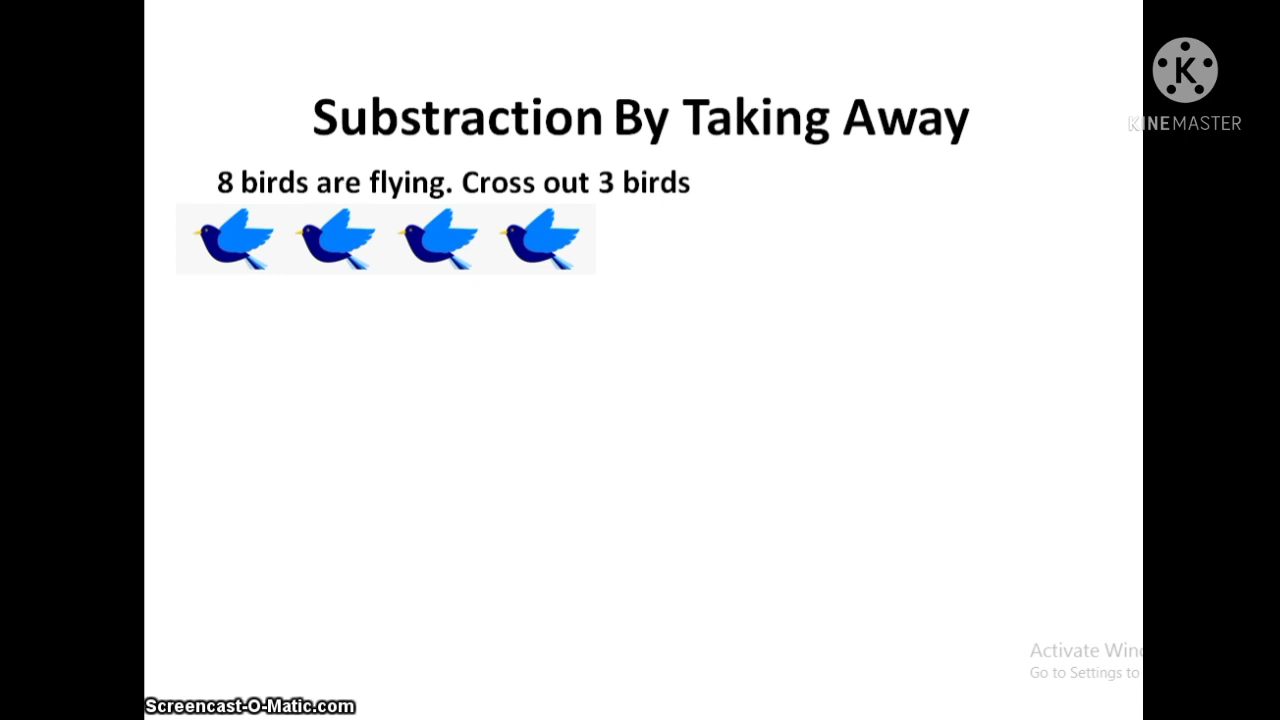 K
KINEMASTER
Substraction By Taking Away
8 birds are flying. Cross out 3 birds
Activate Wind
Go to Settings to
Screencast-O-Matic.com